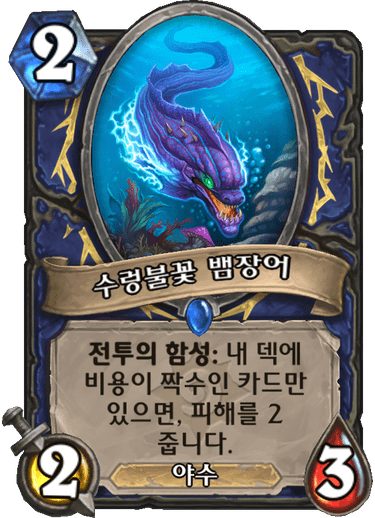 2
수렁불꽃 뱀장어
전투의 함성: 내 덱에
비용이 짝수인 카드만
있으면, 피해를 2
줍니다.
야수
2
3